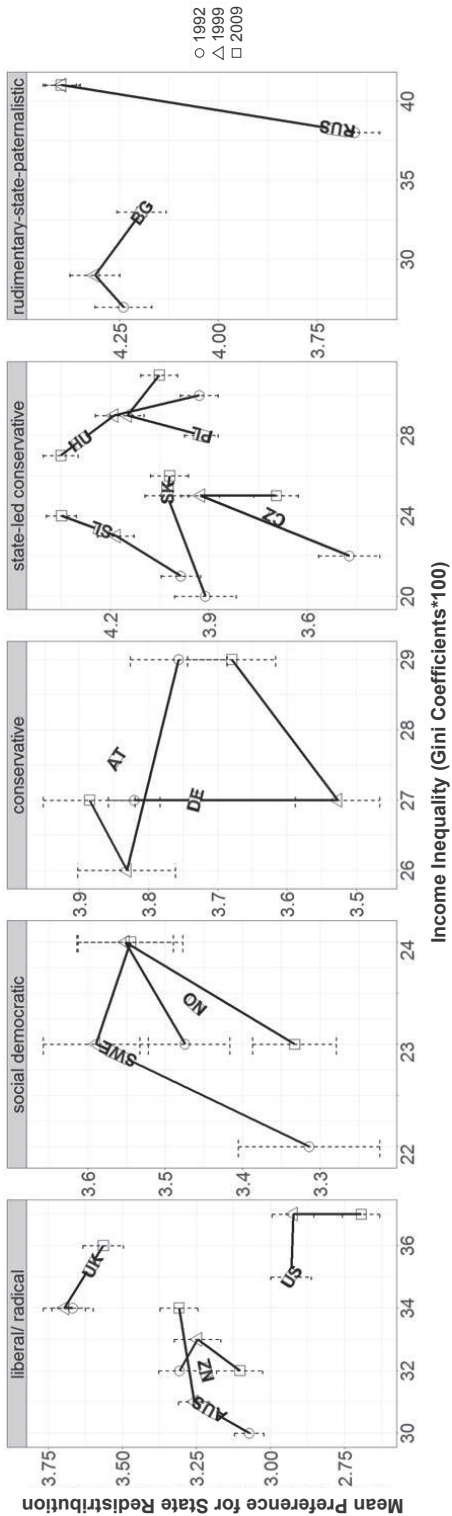 Mean Preference for State Redistribution
liberal/ radical
3.75
3.50
3.25
3.00
2.75
UK
AUS
NZ
US
30
32
34
36
social democratic
3.6
3.5
3.4
3.3
SWE
NO
22
23
24
conservative
3.9
3.8
3.7
3.6
3.5
AT
DE
26
27
28
29
state-led conservative
4.2
3.9
3.6
HU
SL
PL
SK
CZ
20
24
28
rudimentary-state-paternalistic
4.25
4.00
3.75
BG
RUS
30
35
40
1992
1999
2009
Income Inequality (Gini Coefficients*100)